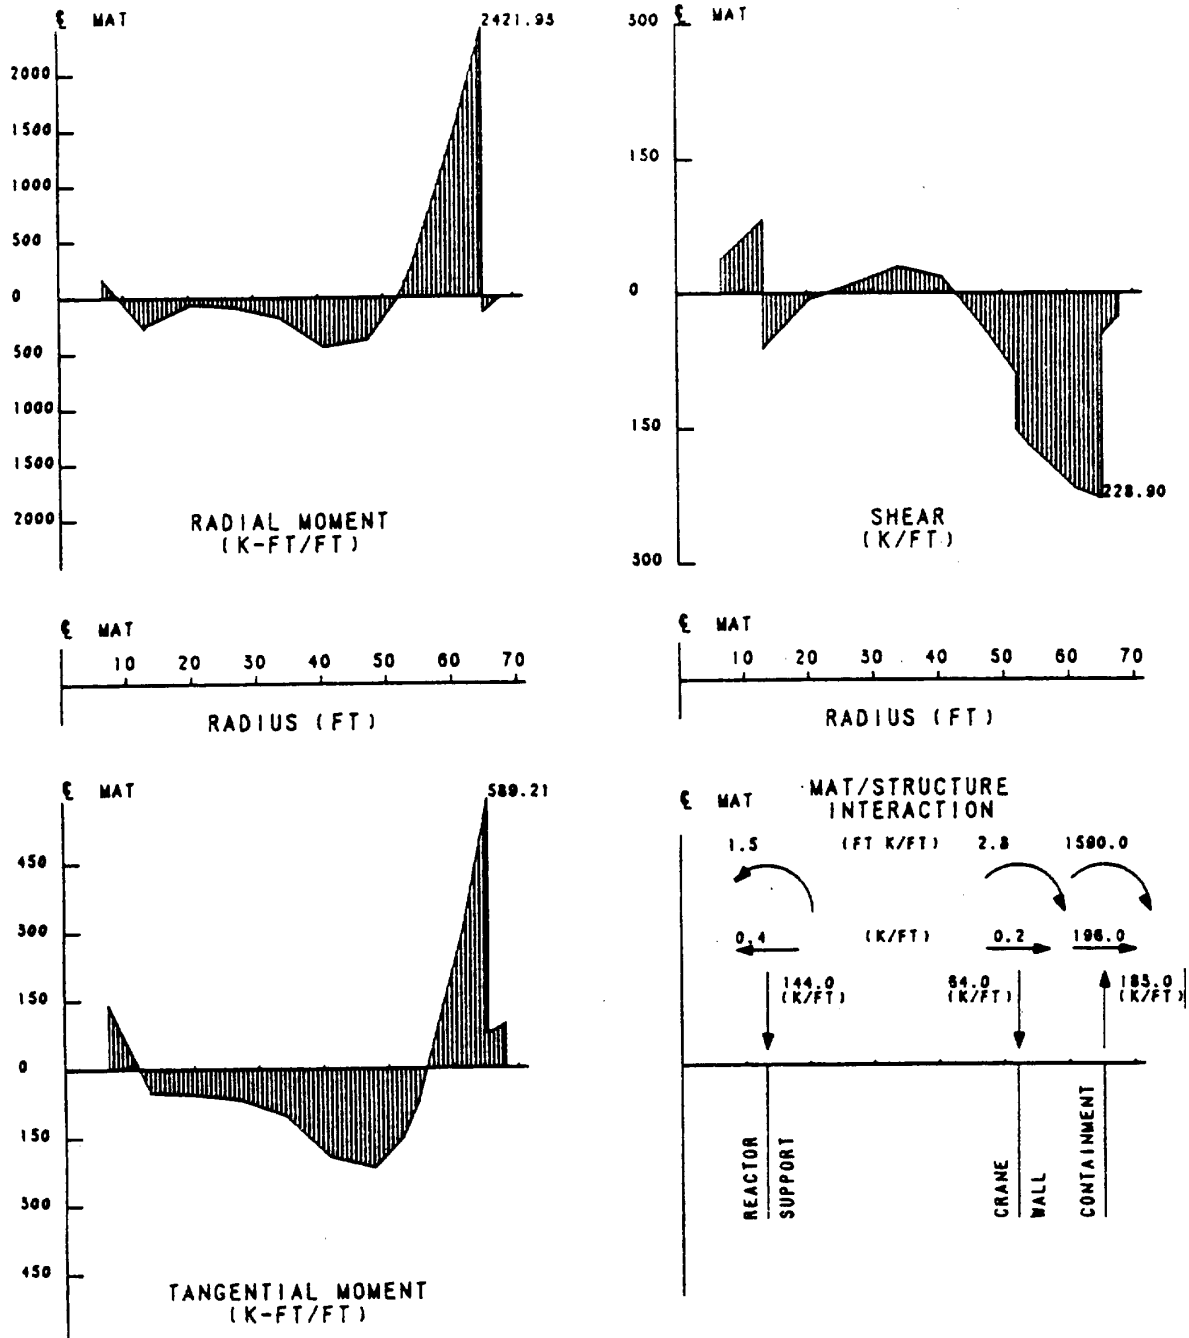 ℄ MAT
2421.95
2000
1500
1000
500
0
500
1000
1500
2000
RADIAL MOMENT
(K-FT/FT)
℄ MAT
300
150
0
150
300
228.90
SHEAR
(K/FT)
℄ MAT
10 20 30 40 50 60 70
RADIUS (FT)
℄ MAT
10 20 30 40 50 60 70
RADIUS (FT)
℄ MAT
589.21
450
300
150
0
150
300
450
TANGENTIAL MOMENT
(K-FT/FT)
℄ MAT
MAT/STRUCTURE
INTERACTION
1.5 (FT K/FT) 2.8 1590.0
0.4 (K/FT) 0.2 196.0
144.0
(K/FT)
64.0
(K/FT)
185.0
(K/FT)
REACTOR
SUPPORT
CRANE
WALL
CONTAINMENT